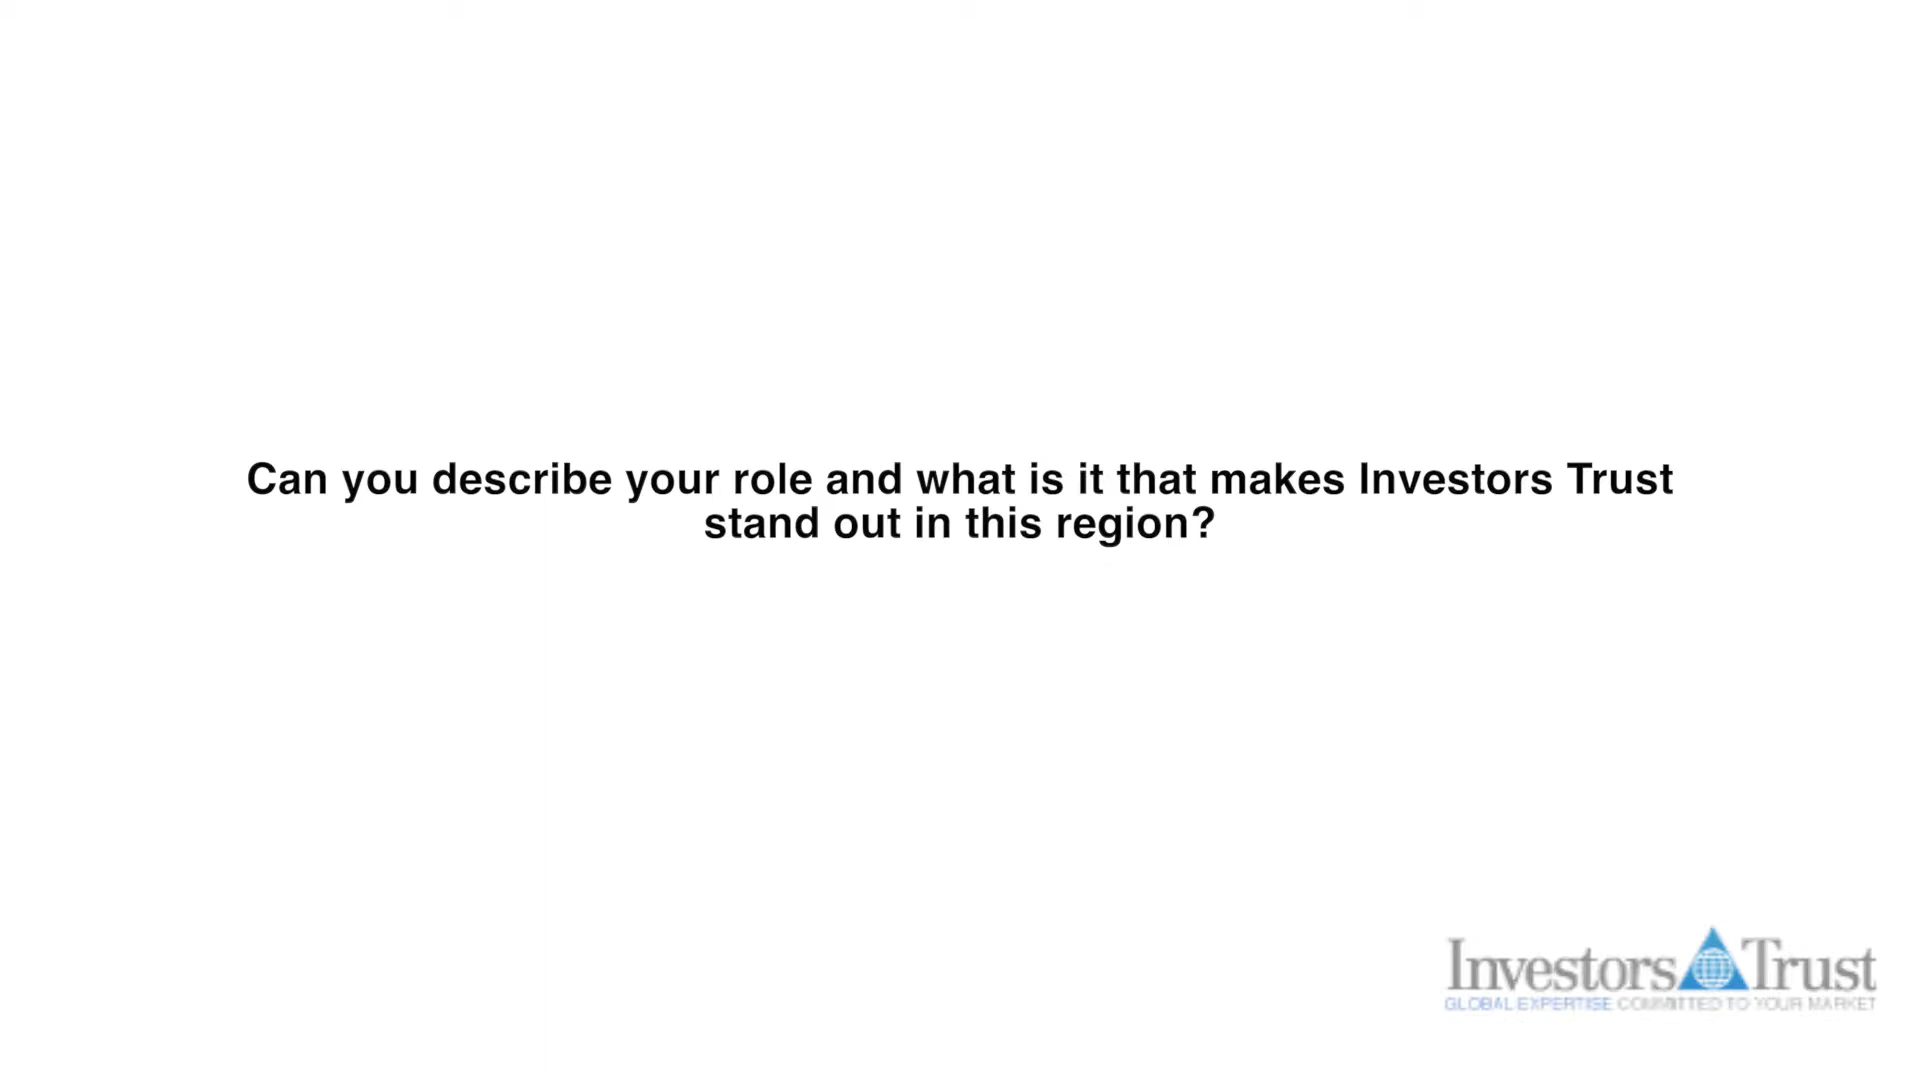 Can you describe your role and what is it that makes Investors Trust
stand out in this region?
Investors Trust
GLOBAL EXPERTISE COMMITTED TO YOUR MARKET